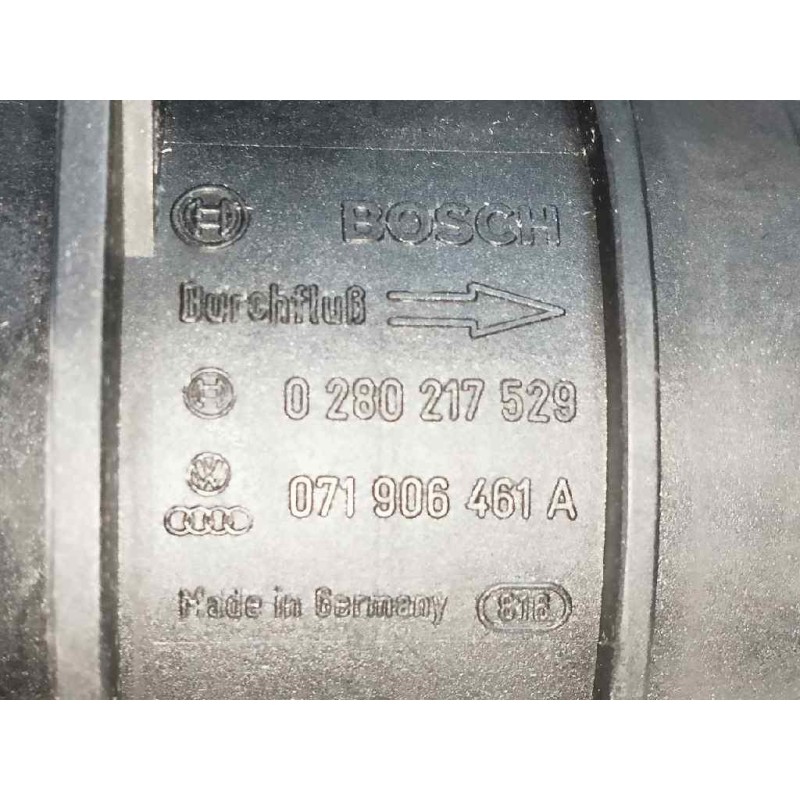 BOSCH
Durchfluß
0 280 217 529
071 906 461 A
Made in Germany 818